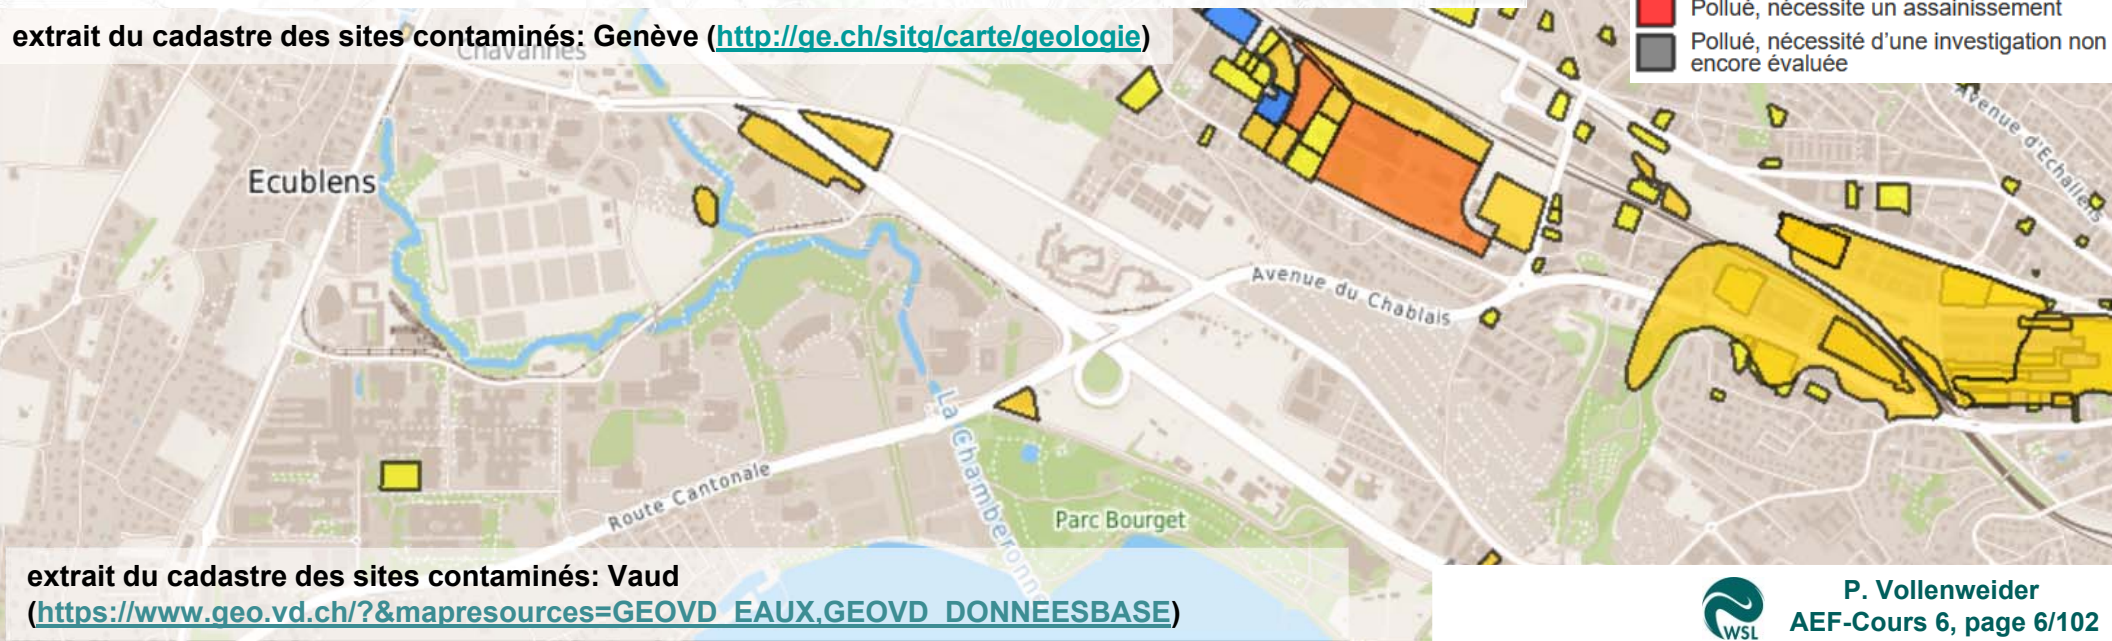 Pollué, nécessite un assainissement
Pollué, nécessité d'une investigation non
encore évaluée
extrait du cadastre des sites contaminés: Genève (http://ge.ch/sitg/carte/geologie)
Chavannes
Ecublens
Avenue d'Echallens
Avenue du Chablais
Route Cantonale
La Chamberonne
Parc Bourget
extrait du cadastre des sites contaminés: Vaud
(https://www.geo.vd.ch/?&mapresources=GEOVD_EAUX,GEOVD_DONNEESBASE)
WSL
P. Vollenweider
AEF-Cours 6, page 6/102